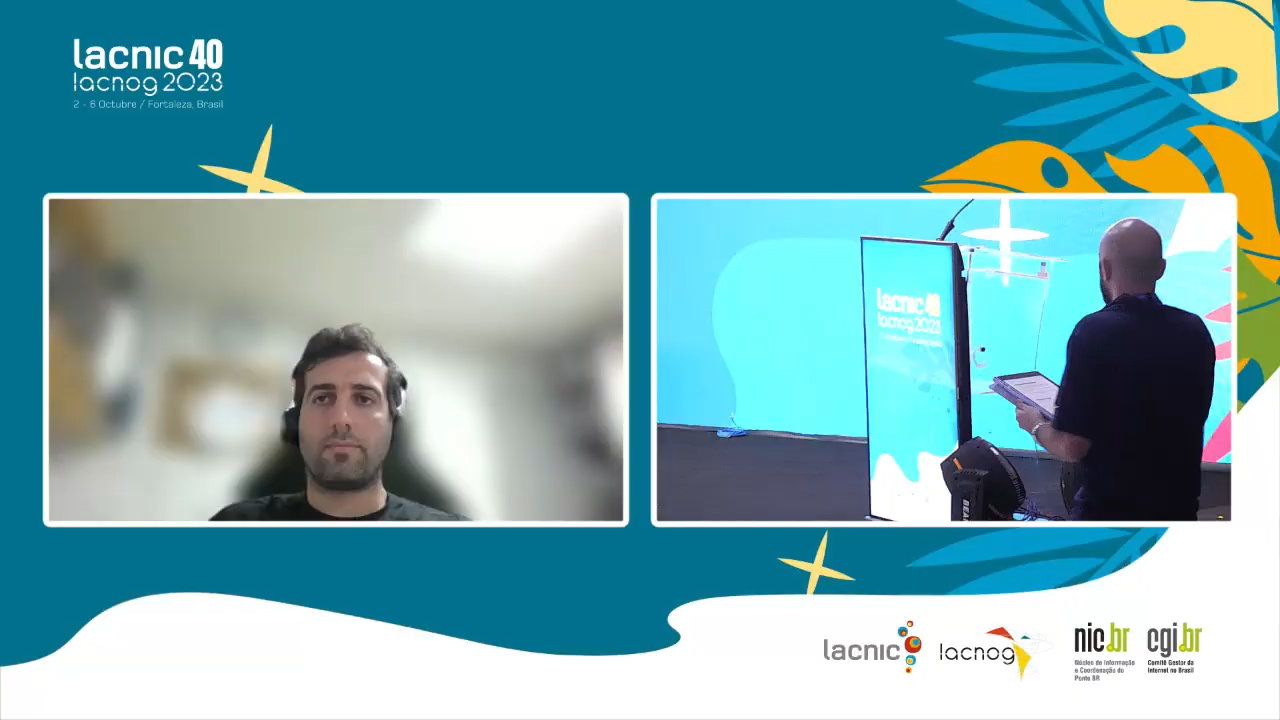 lacnic 40
lacnog 2023
2 - 6 Octubre / Fortaleza, Brasil
lacnic 40
lacnog 2023
BEA
lacnic
lacnog
nic.br
Núcleo de Informação
e Coordenação do
Ponto BR
cgi.br
Comitê Gestor da
Internet no Brasil